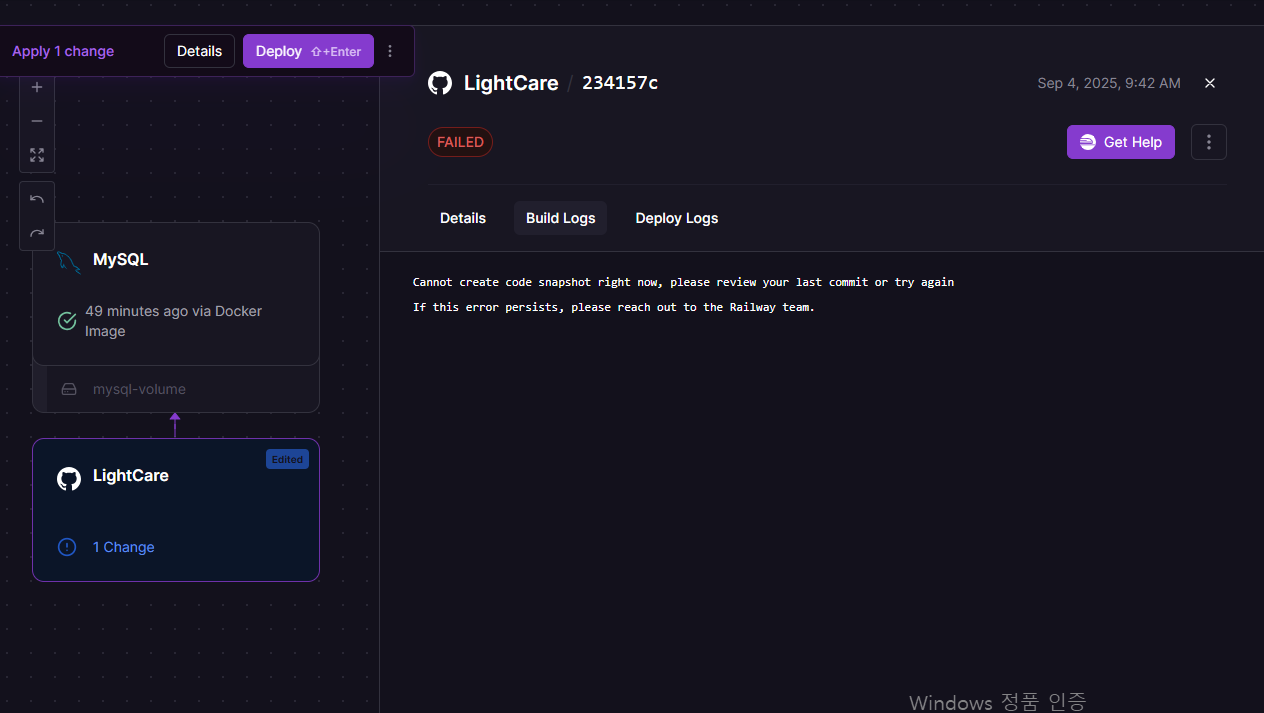 Apply 1 change
Details
Deploy ⇧+Enter
LightCare / 234157c
Sep 4, 2025, 9:42 AM
FAILED
Get Help
Details
Build Logs
Deploy Logs
Cannot create code snapshot right now, please review your last commit or try again
If this error persists, please reach out to the Railway team.
MySQL
49 minutes ago via Docker
Image
mysql-volume
LightCare
Edited
1 Change
Windows 정품 인증